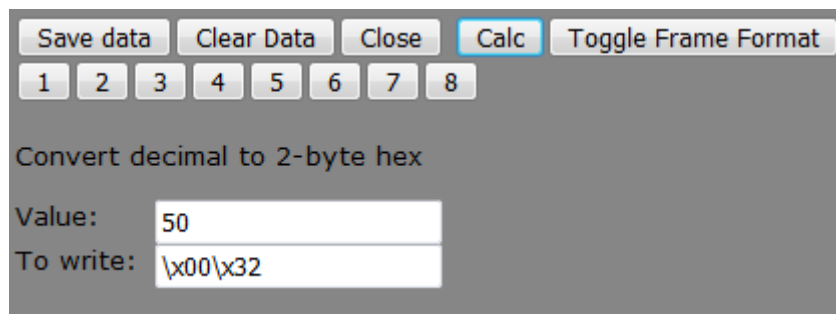 Save data Clear Data Close Calc Toggle Frame Format
1 2 3 4 5 6 7 8
Convert decimal to 2-byte hex
Value: 50
To write: \x00\x32